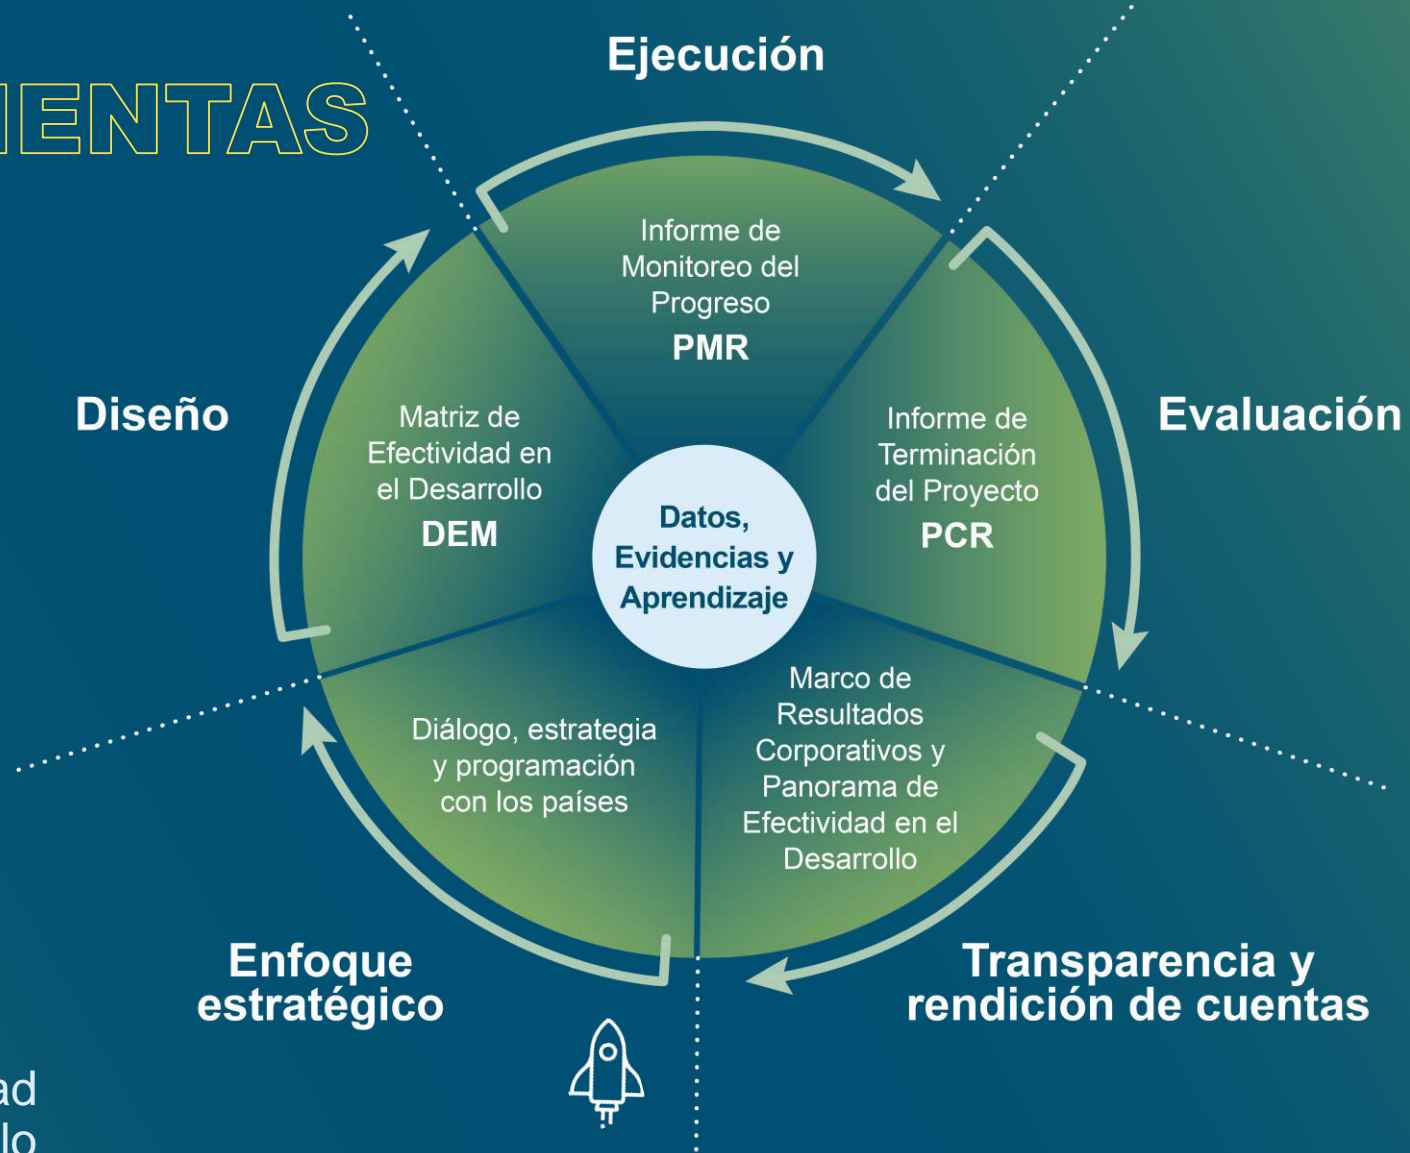 IENTAS
Ejecución
Informe de
Monitoreo del
Progreso
PMR
Diseño
Matriz de
Efectividad en
el Desarrollo
DEM
Evaluación
Informe de
Terminación
del Proyecto
PCR
Datos,
Evidencias y
Aprendizaje
Diálogo, estrategia
y programación
con los países
Marco de
Resultados
Corporativos y
Panorama de
Efectividad en el
Desarrollo
Enfoque
estratégico
Transparencia y
rendición de cuentas
ad
lo